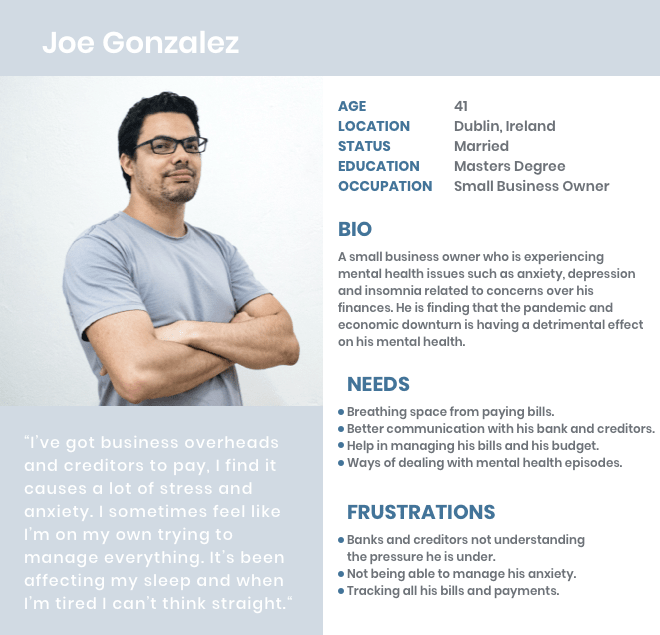 Joe Gonzalez
AGE 41
LOCATION Dublin, Ireland
STATUS Married
EDUCATION Masters Degree
OCCUPATION Small Business Owner
BIO
A small business owner who is experiencing
mental health issues such as anxiety, depression
and insomnia related to concerns over his
finances. He is finding that the pandemic and
economic downturn is having a detrimental effect
on his mental health.
NEEDS
Breathing space from paying bills.
Better communication with his bank and creditors.
Help in managing his bills and his budget.
Ways of dealing with mental health episodes.
FRUSTRATIONS
Banks and creditors not understanding
the pressure he is under.
Not being able to manage his anxiety.
Tracking all his bills and payments.
"I've got business overheads
and creditors to pay, I find it
causes a lot of stress and
anxiety. I sometimes feel like
I'm on my own trying to
manage everything. It's been
affecting my sleep and when
I'm tired I can't think straight."